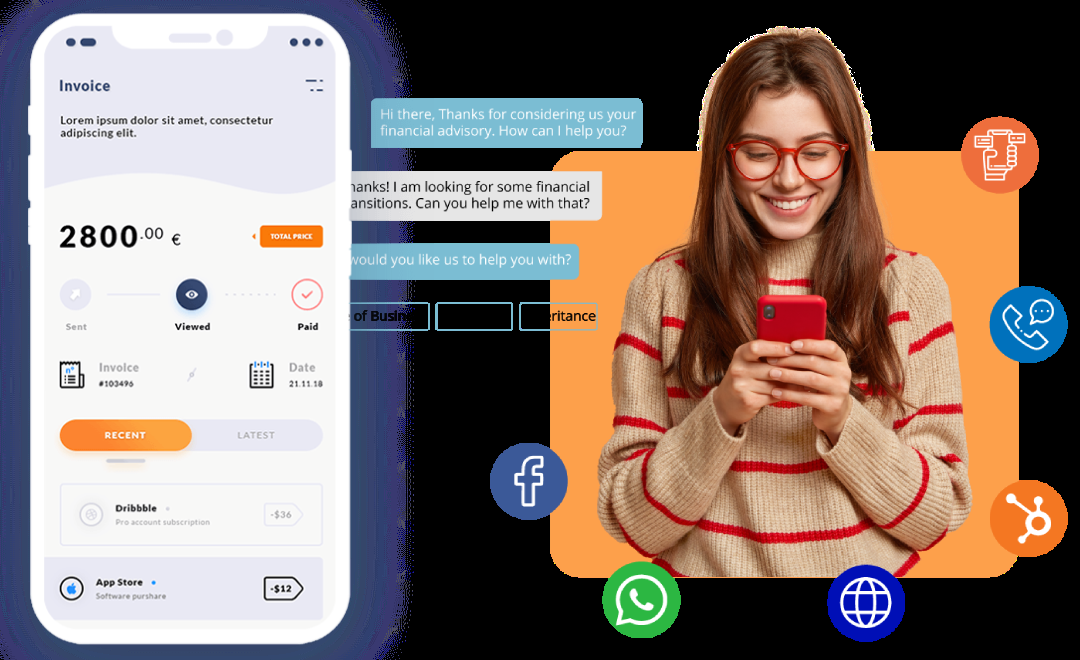 Invoice
Lorem ipsum dolor sit amet, consectetur
adipiscing elit.
2800.00 €
TOTAL PRICE
Sent
Viewed
Paid
n°
Invoice
#103496
Date
21.11.18
RECENT
LATEST
Dribbble
Pro account subscription
-$36
App Store
Software purshare
-$12
Hi there, Thanks for considering us your
financial advisory. How can I help you?
hanks! I am looking for some financial
ansitions. Can you help me with that?
would you like us to help you with?
of Busi
eritance